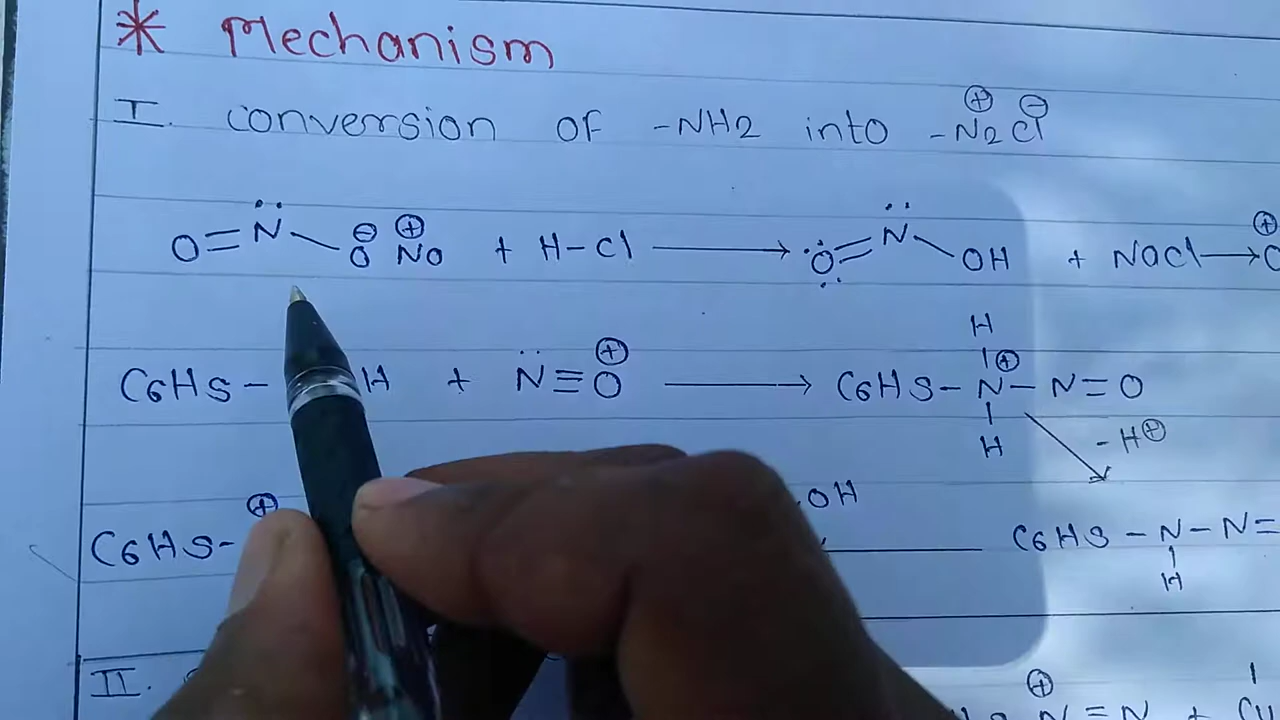 * Mechanism
I. conversion of -NH2 into -N2⊕ Cl⊖
O=N̈-O⊖ Na⊕ + H-Cl ⟶ :Ö=N̈-OH + NaCl ⟶ ⊕
H
C6H5- H + N̈≡O⊕ ⟶ C6H5-N⊕-N=O
H
-H⊕
⊕ OH
C6H5- C6H5-N-N=
H
II.
⊕
N≡N +